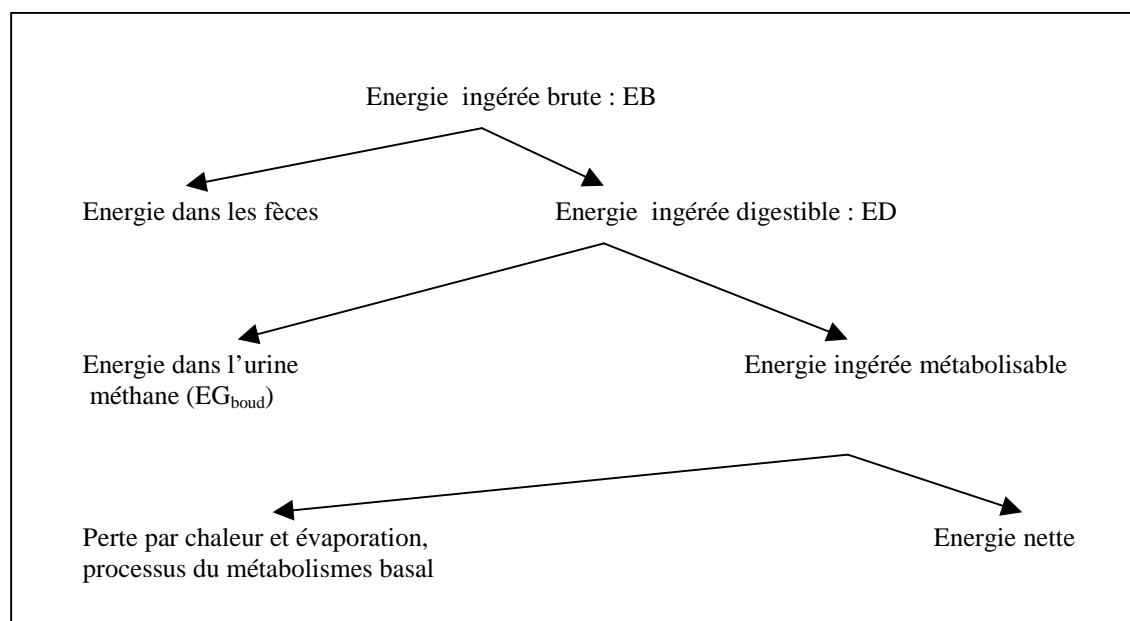 Energie ingérée brute : EB
Energie dans les fèces
Energie ingérée digestible : ED
Energie dans l’urine
méthane (EGboud)
Energie ingérée métabolisable
Perte par chaleur et évaporation,
processus du métabolismes basal
Energie nette